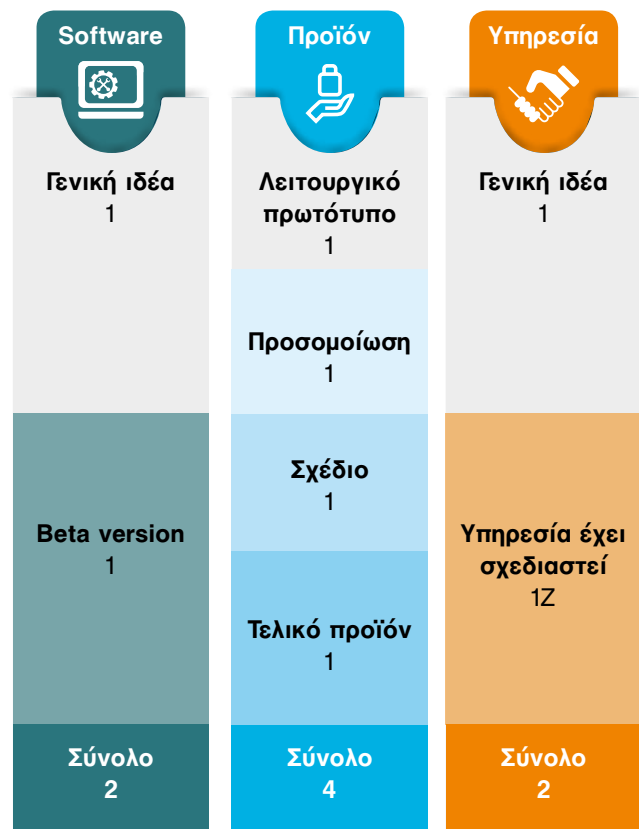 Software
Γενική ιδέα
1
Beta version
1
Σύνολο
2
Προϊόν
Λειτουργικό
πρωτότυπο
1
Προσομοίωση
1
Σχέδιο
1
Τελικό προϊόν
1
Σύνολο
4
Υπηρεσία
Γενική ιδέα
1
Υπηρεσία έχει
σχεδιαστεί
1Z
Σύνολο
2